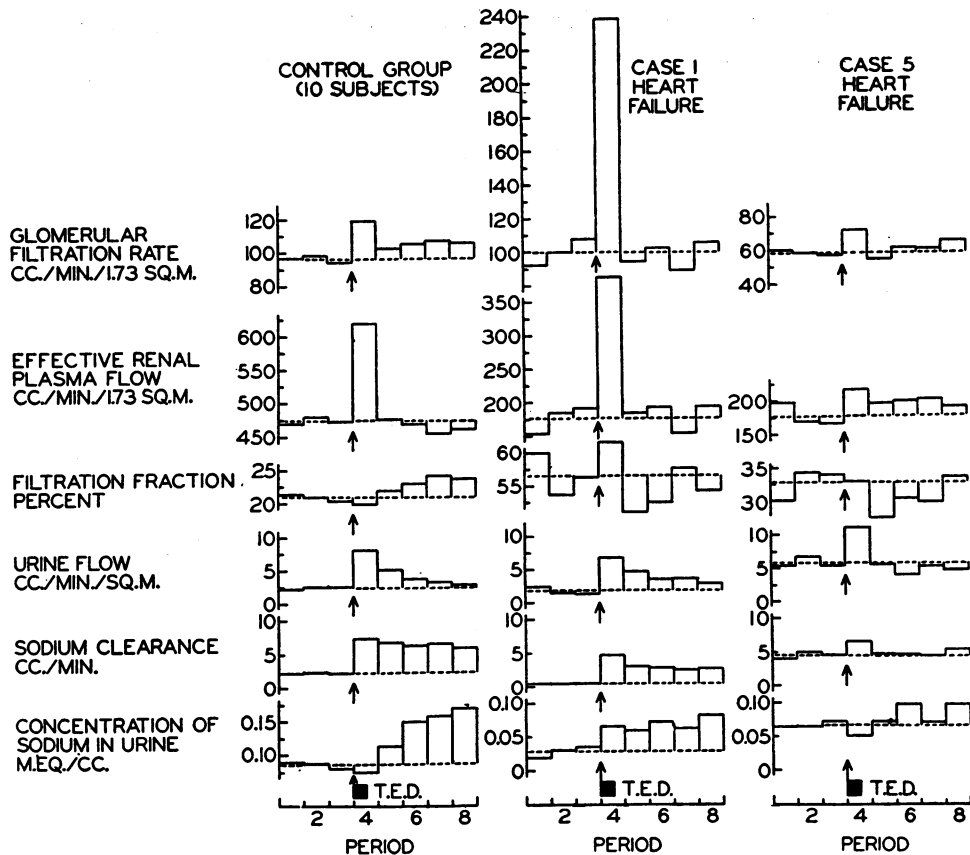 CONTROL GROUP
(10 SUBJECTS)
CASE 1
HEART
FAILURE
CASE 5
HEART
FAILURE
GLOMERULAR
FILTRATION RATE
CC./MIN./1.73 SQ.M.
120
100
80
240
220
200
180
160
140
120
100
80
60
40
EFFECTIVE RENAL
PLASMA FLOW
CC./MIN./1.73 SQ.M.
600
550
500
450
350
300
250
200
150
200
150
FILTRATION FRACTION
PERCENT
25
20
55
35
30
URINE FLOW
CC./MIN./SQ.M.
10
5
0
10
5
0
10
5
0
SODIUM CLEARANCE
CC./MIN.
10
5
0
10
5
0
10
5
0
CONCENTRATION OF
SODIUM IN URINE
M.EQ./CC.
0.15
0.10
0.10
0.05
0
0.10
0.05
0
T.E.D.
T.E.D.
T.E.D.
2 4 6 8
2 4 6 8
2 4 6 8
PERIOD
PERIOD
PERIOD